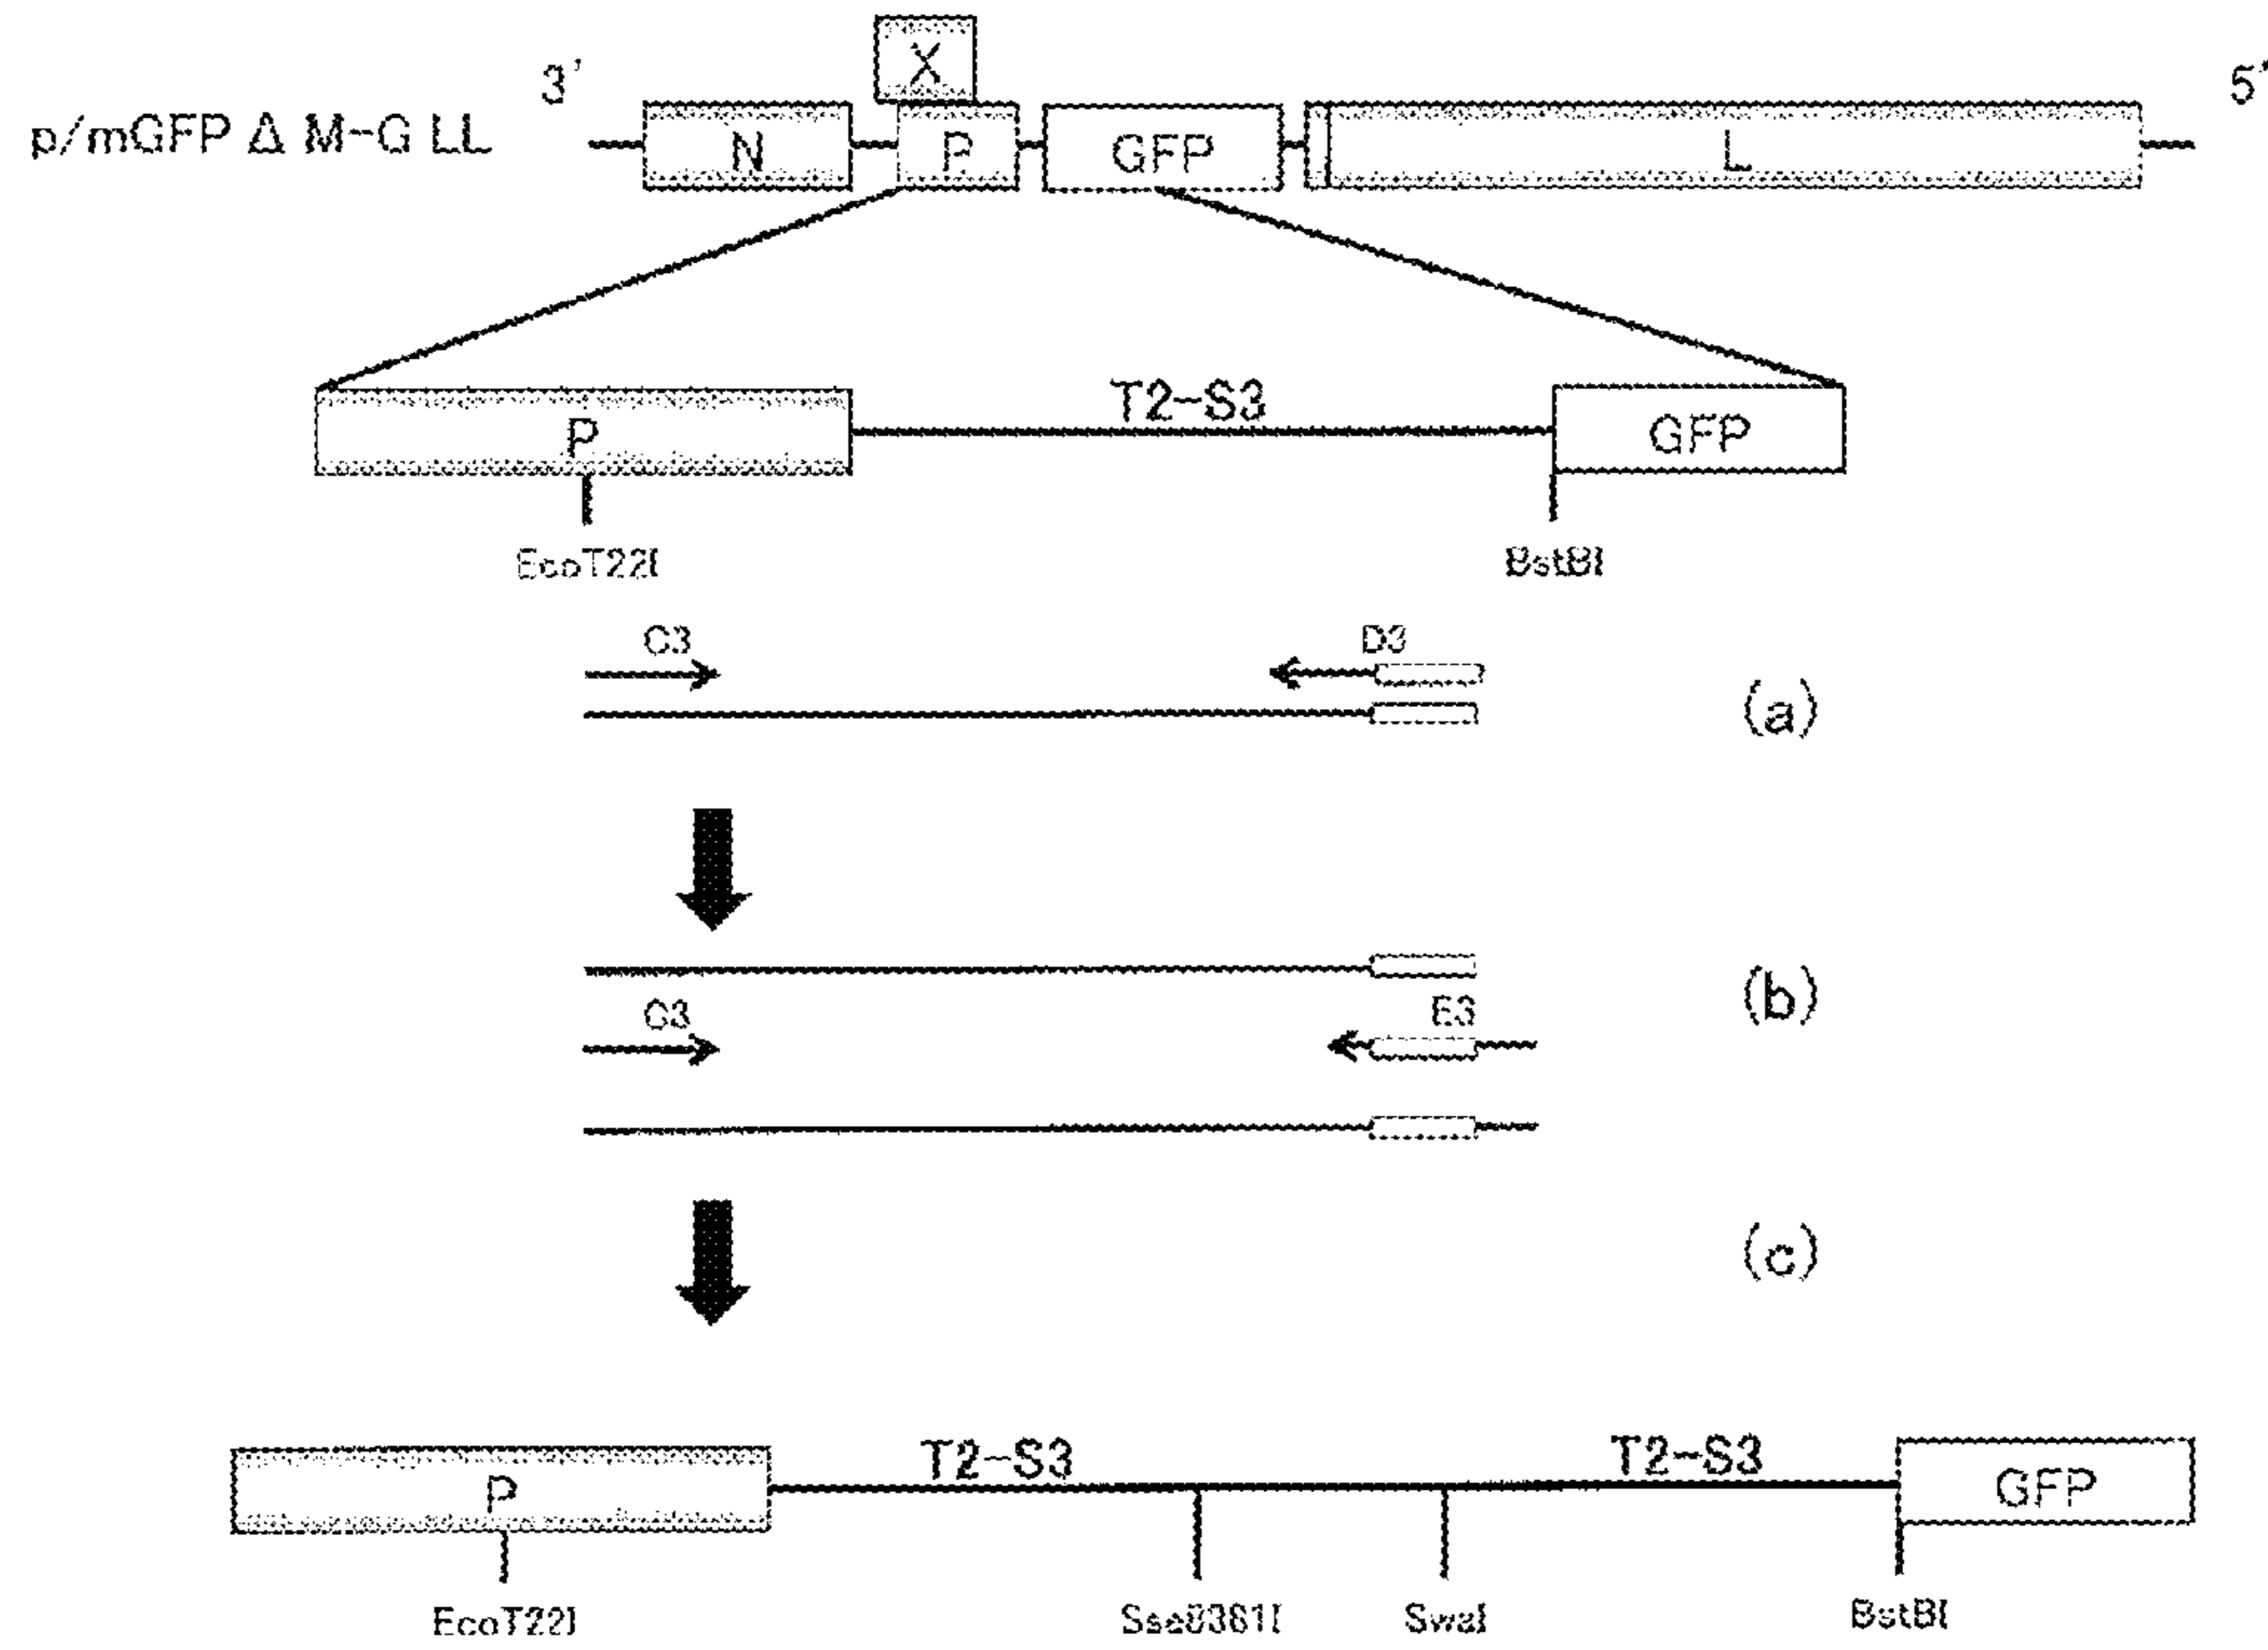 X
3' 5'
p/mGFP Δ M-G LL N P GFP L
T2-S3
P GFP
EcoT22I BstBI
C3 D3
(a)
(b)
C3 E3
(c)
T2-S3 T2-S3
P GFP
EcoT22I SwaI BstBI